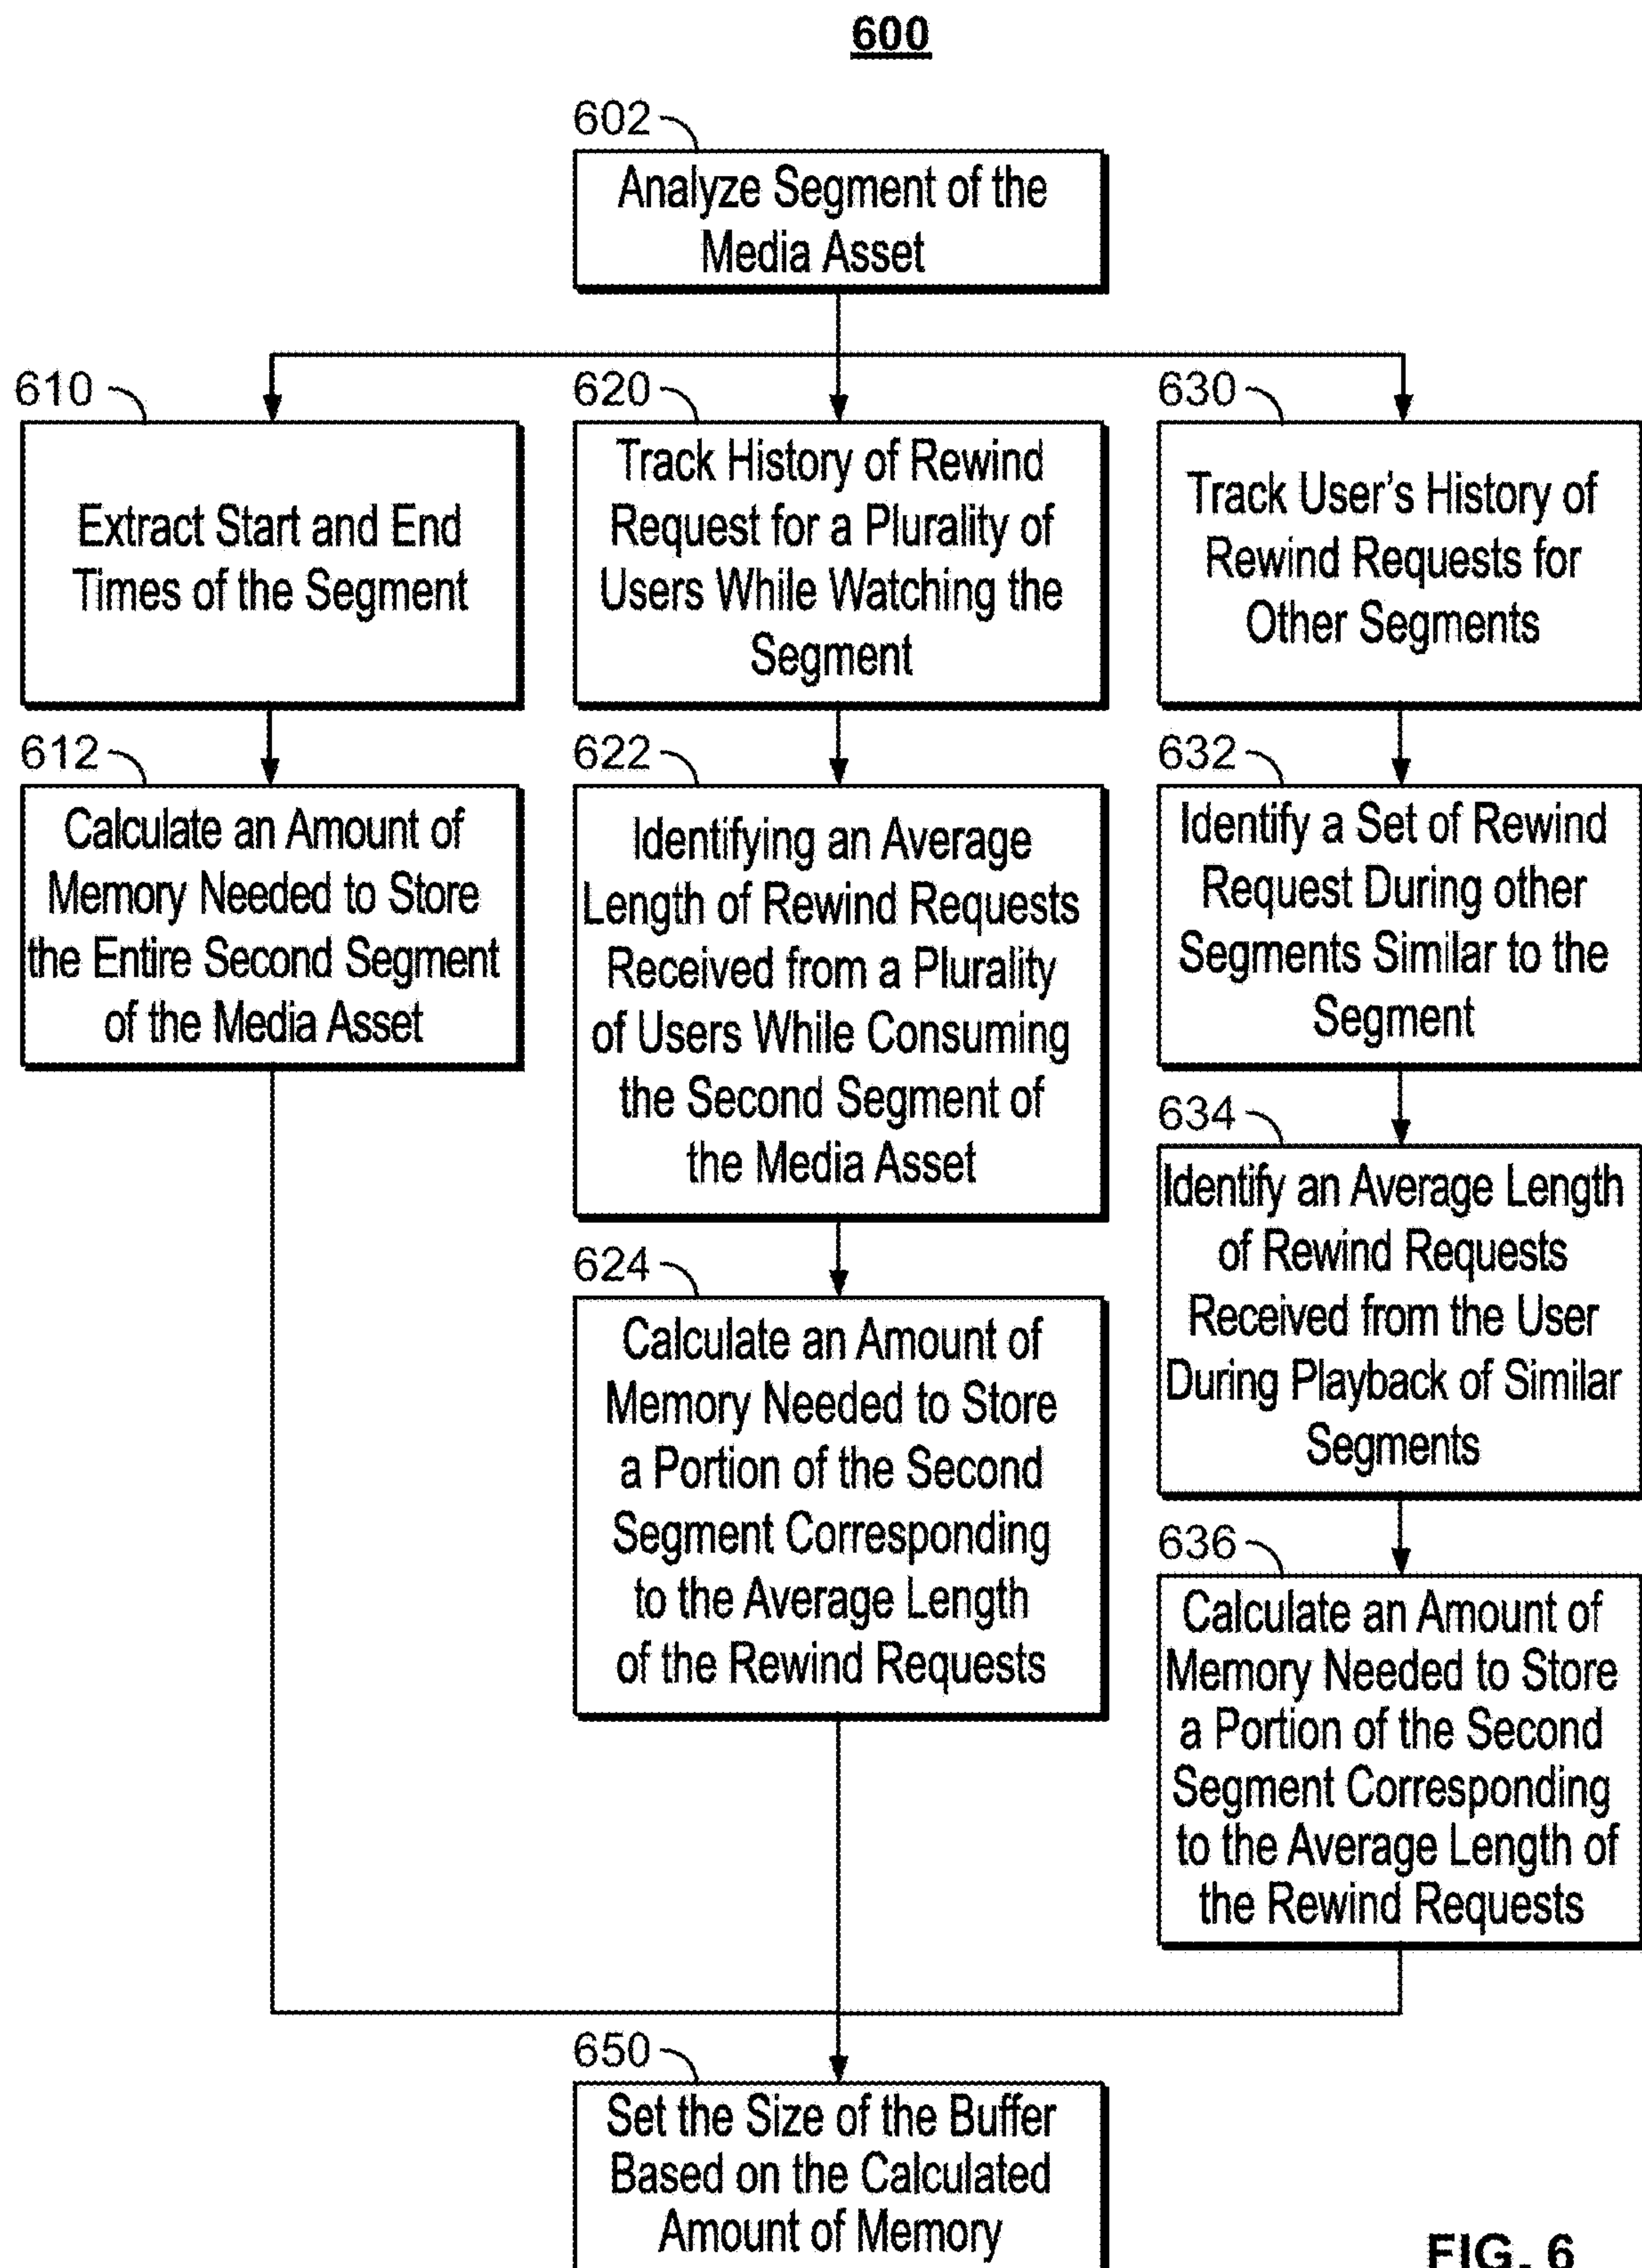 600
602
Analyze Segment of the
Media Asset
610
Extract Start and End
Times of the Segment
620
Track History of Rewind
Request for a Plurality of
Users While Watching the
Segment
630
Track User's History of
Rewind Requests for
Other Segments
612
Calculate an Amount of
Memory Needed to Store
the Entire Second Segment
of the Media Asset
622
Identifying an Average
Length of Rewind Requests
Received from a Plurality
of Users While Consuming
the Second Segment of
the Media Asset
632
Identify a Set of Rewind
Request During other
Segments Similar to the
Segment
634
Identify an Average Length
of Rewind Requests
Received from the User
During Playback of Similar
Segments
624
Calculate an Amount of
Memory Needed to Store
a Portion of the Second
Segment Corresponding
to the Average Length
of the Rewind Requests
636
Calculate an Amount of
Memory Needed to Store
a Portion of the Second
Segment Corresponding
to the Average Length of
the Rewind Requests
650
Set the Size of the Buffer
Based on the Calculated
Amount of Memory
FIG. 6